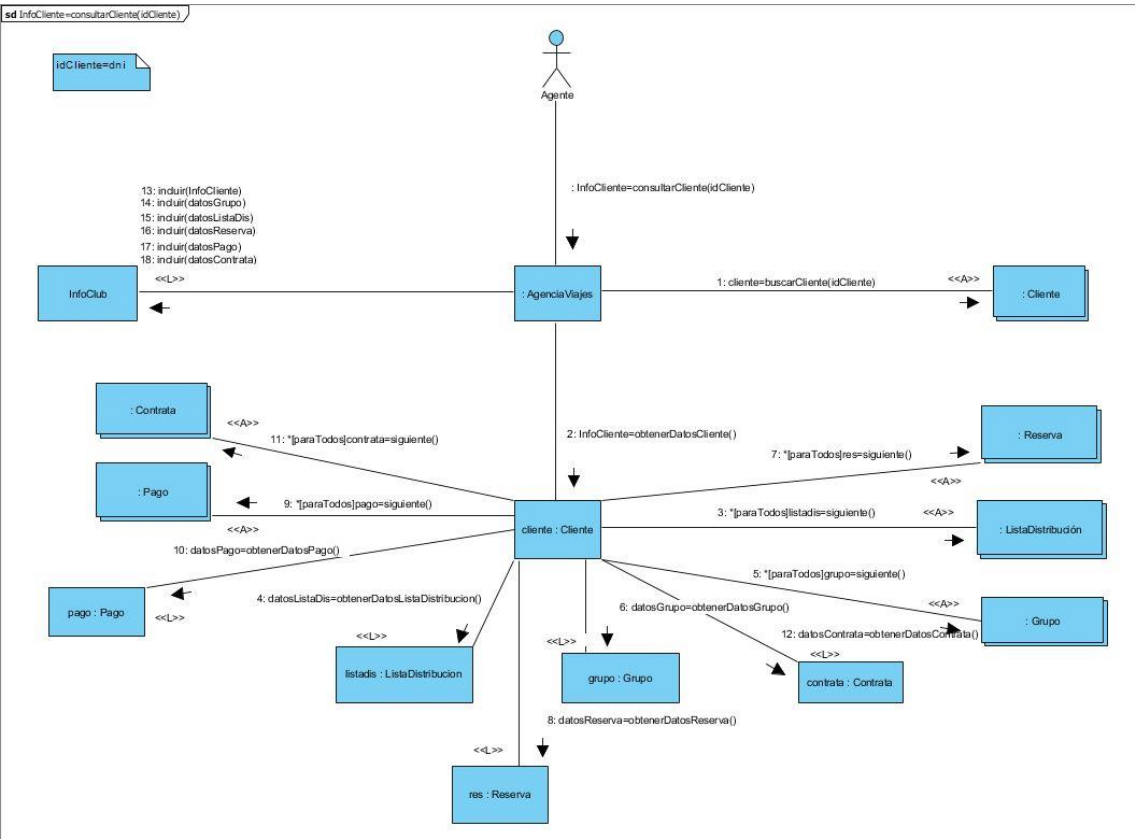 sd InfoCliente=consultarCliente(idCliente)
idCliente=dni
Agente
: InfoCliente=consultarCliente(idCliente)
13: incluir(InfoCliente)
14: incluir(datosGrupo)
15: incluir(datosListaDis)
16: incluir(datosReserva)
17: incluir(datosPago)
18: incluir(datosContrata)
<<L>>
InfoClub
: AgenciaViajes
1: cliente=buscarCliente(idCliente)
<<A>>
: Cliente
: Contrata
<<A>>
11: *[paraTodos]contrata=siguiente()
2: InfoCliente=obtenerDatosCliente()
: Reserva
7: *[paraTodos]res=siguiente()
<<A>>
: Pago
9: *[paraTodos]pago=siguiente()
<<A>>
cliente : Cliente
3: *[paraTodos]listadis=siguiente()
<<A>>
: ListaDistribución
10: datosPago=obtenerDatosPago()
5: *[paraTodos]grupo=siguiente()
pago : Pago
<<L>>
4: datosListaDis=obtenerDatosListaDistribucion()
6: datosGrupo=obtenerDatosGrupo()
<<A>>
: Grupo
12: datosContrata=obtenerDatosContrata()
<<L>>
listadis : ListaDistribucion
<<L>>
grupo : Grupo
<<L>>
contrata : Contrata
8: datosReserva=obtenerDatosReserva()
<<L>>
res : Reserva